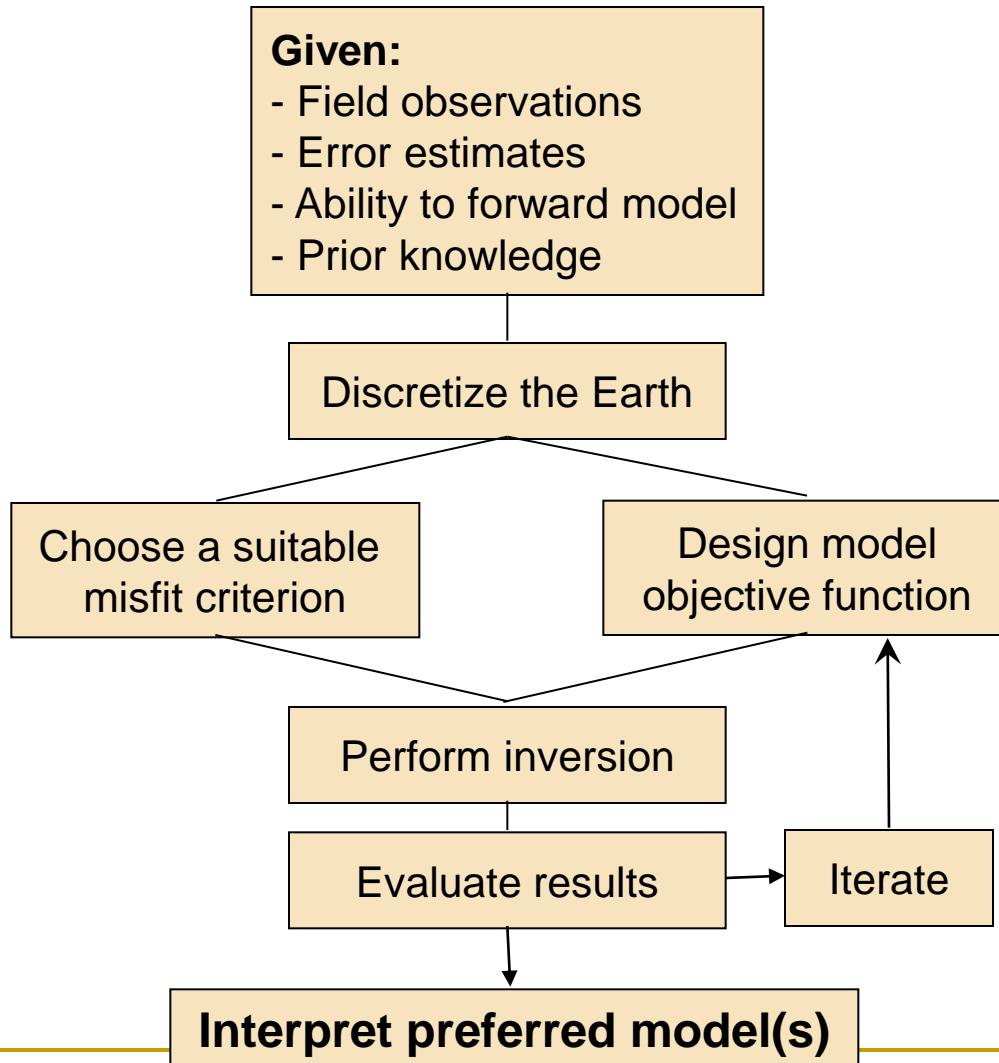 Given:
- Field observations
- Error estimates
- Ability to forward model
- Prior knowledge
Discretize the Earth
Choose a suitable
misfit criterion
Design model
objective function
Perform inversion
Evaluate results
Iterate
Interpret preferred model(s)